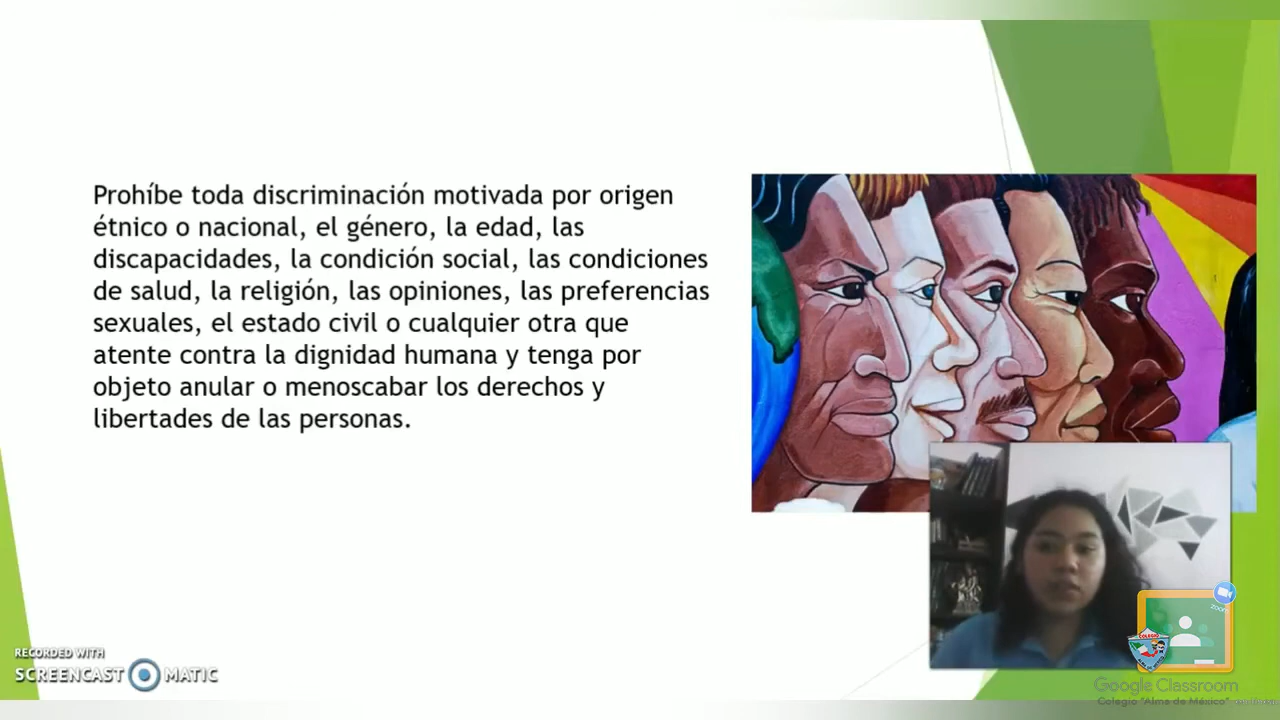 Prohíbe toda discriminación motivada por origen
étnico o nacional, el género, la edad, las
discapacidades, la condición social, las condiciones
de salud, la religión, las opiniones, las preferencias
sexuales, el estado civil o cualquier otra que
atente contra la dignidad humana y tenga por
objeto anular o menoscabar los derechos y
libertades de las personas.
zoom
COLEGIO
RECORDED WITH
SCREENCAST MATIC
Google Classroom
Colegio "Alma de México"